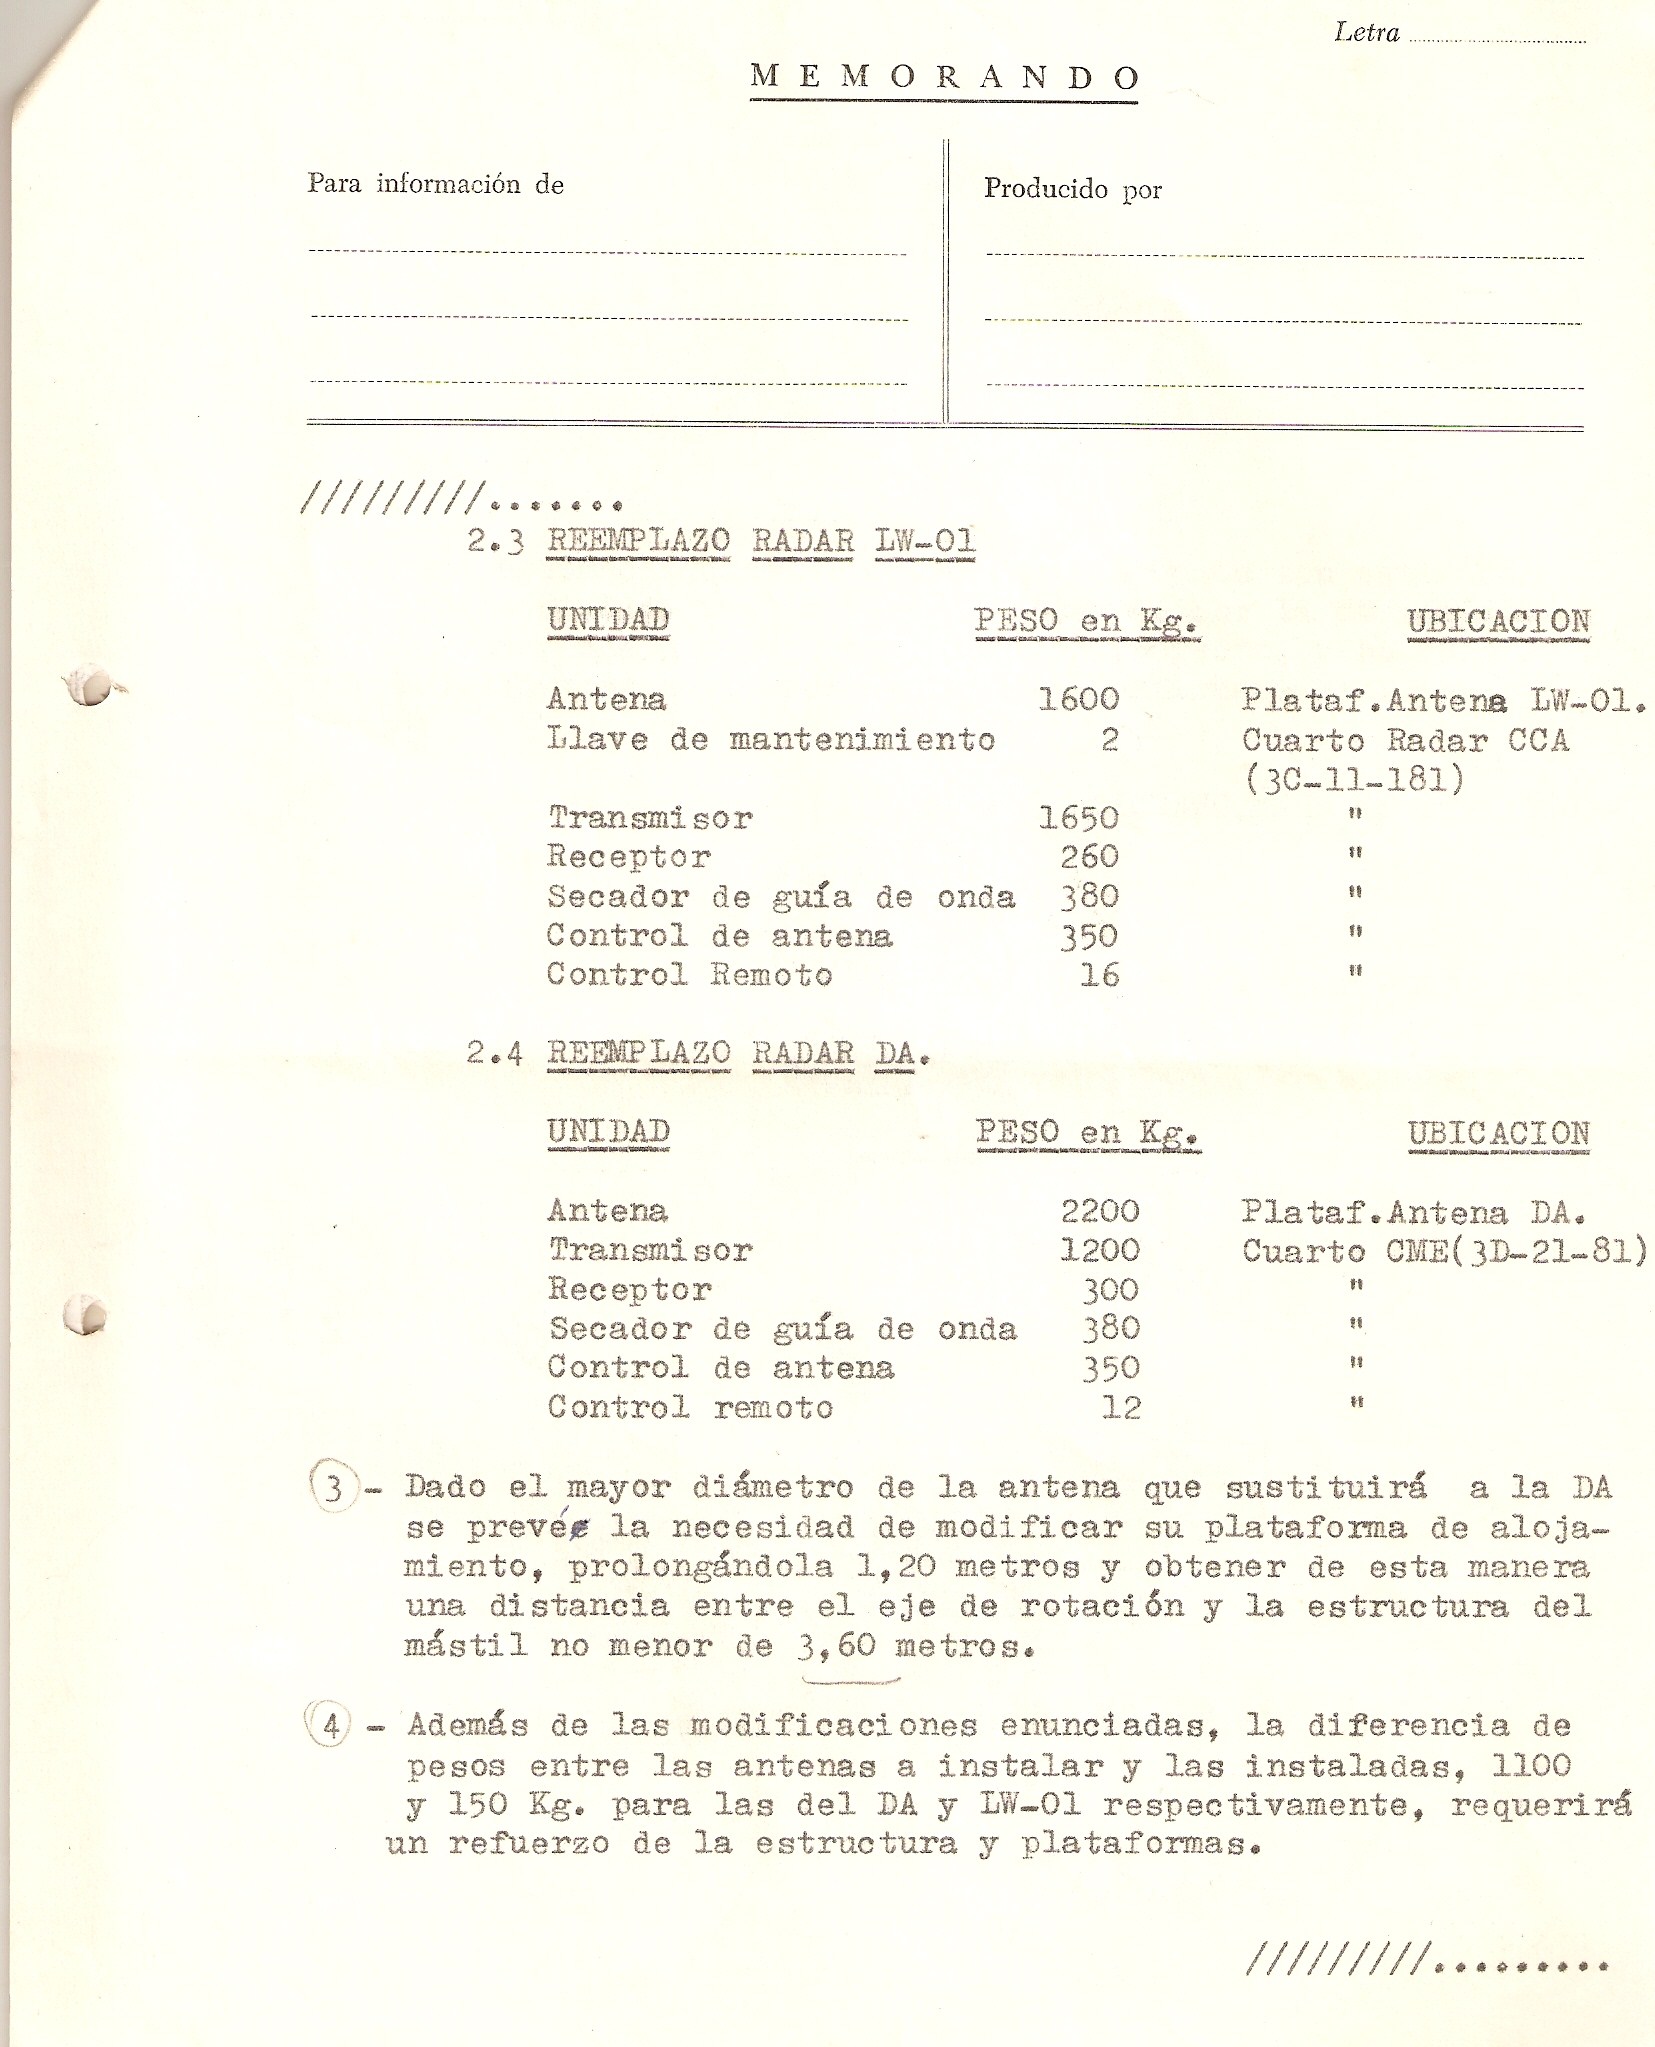 Letra
MEMORANDO
Para información de
Producido por
/////////.......
2.3 REEMPLAZO RADAR LW-01
UNIDAD PESO en Kg. UBICACION
Antena 1600 Plataf.Antena LW-01.
Llave de mantenimiento 2 Cuarto Radar CCA
(3C-11-181)
Transmisor 1650 "
Receptor 260 "
Secador de guía de onda 380 "
Control de antena 350 "
Control Remoto 16 "
2.4 REEMPLAZO RADAR DA.
UNIDAD PESO en Kg. UBICACION
Antena 2200 Plataf.Antena DA.
Transmisor 1200 Cuarto CME(3D-21-81)
Receptor 300 "
Secador de guía de onda 380 "
Control de antena 350 "
Control remoto 12 "
3 - Dado el mayor diámetro de la antena que sustituirá a la DA
se prevée la necesidad de modificar su plataforma de aloja-
miento, prolongándola 1,20 metros y obtener de esta manera
una distancia entre el eje de rotación y la estructura del
mástil no menor de 3,60 metros.
4 - Además de las modificaciones enunciadas, la diferencia de
pesos entre las antenas a instalar y las instaladas, 1100
y 150 Kg. para las del DA y LW-01 respectivamente, requerirá
un refuerzo de la estructura y plataformas.
/////////.........